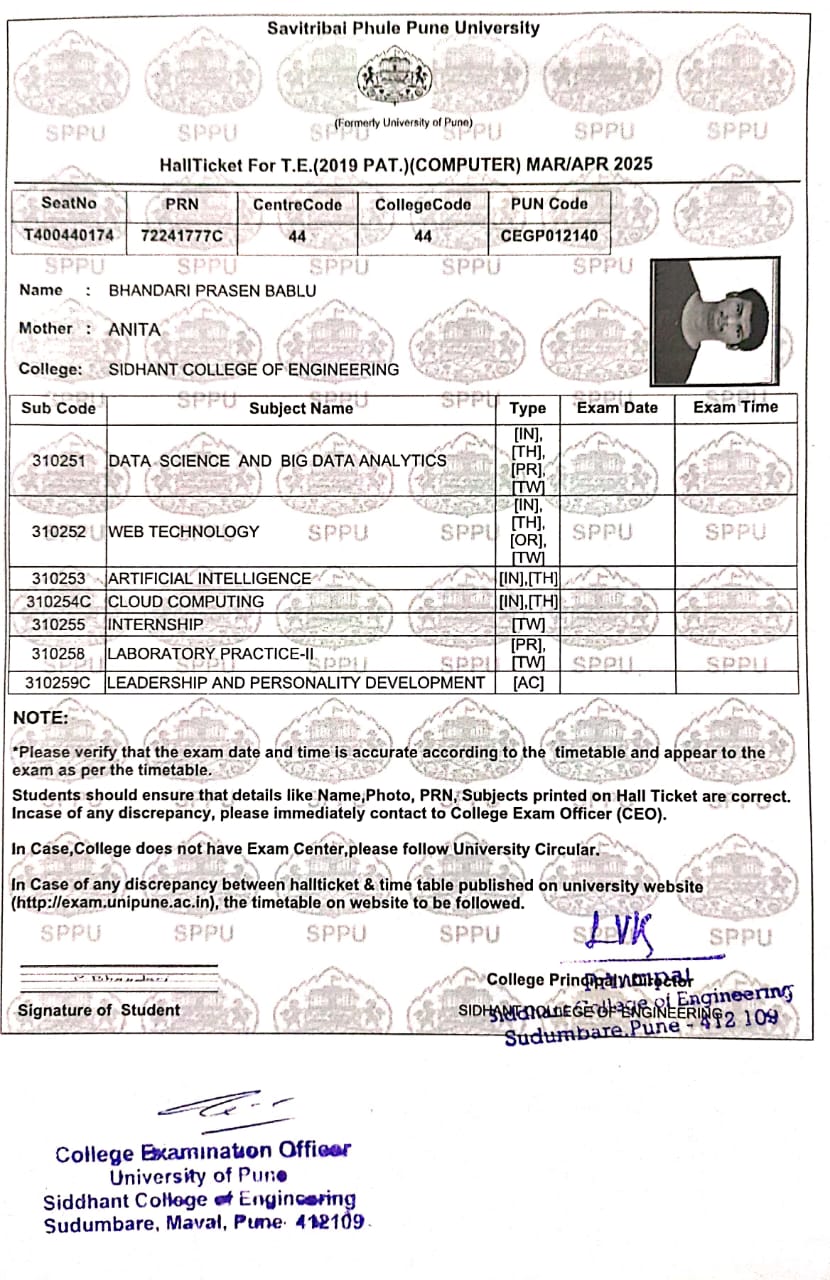 Savitribai Phule Pune University
(Formerly University of Pune)
SPPU SPPU SPPU SPPU SPPU SPPU
HallTicket For T.E.(2019 PAT.)(COMPUTER) MAR/APR 2025
SeatNo PRN CentreCode CollegeCode PUN Code
T400440174 72241777C 44 44 CEGP012140
SPPU SPPU SPPU SPPU SPPU
Name : BHANDARI PRASEN BABLU
Mother : ANITA
College: SIDHANT COLLEGE OF ENGINEERING
Sub Code Subject Name Type Exam Date Exam Time
310251 DATA SCIENCE AND BIG DATA ANALYTICS [IN], [TH], [PR], [TW]
310252 WEB TECHNOLOGY [IN], [TH], [OR], [TW]
310253 ARTIFICIAL INTELLIGENCE [IN],[TH]
310254C CLOUD COMPUTING [IN],[TH]
310255 INTERNSHIP [TW]
310258 LABORATORY PRACTICE-II [PR], [TW]
310259C LEADERSHIP AND PERSONALITY DEVELOPMENT [AC]
NOTE:
*Please verify that the exam date and time is accurate according to the timetable and appear to the
exam as per the timetable.
Students should ensure that details like Name,Photo, PRN, Subjects printed on Hall Ticket are correct.
Incase of any discrepancy, please immediately contact to College Exam Officer (CEO).
In Case,College does not have Exam Center,please follow University Circular.
In Case of any discrepancy between hallticket & time table published on university website
(http://exam.unipune.ac.in), the timetable on website to be followed.
SPPU SPPU SPPU SPPU SPPU SPPU
LVK
College Principal/Director
Principal
Signature of Student
SIDHANT COLLEGE OF ENGINEERING
Siddhant College of Engineering
Sudumbare,Pune - 412 109
College Examination Officer
University of Pune
Siddhant College of Engineering
Sudumbare, Maval, Pune- 412109.